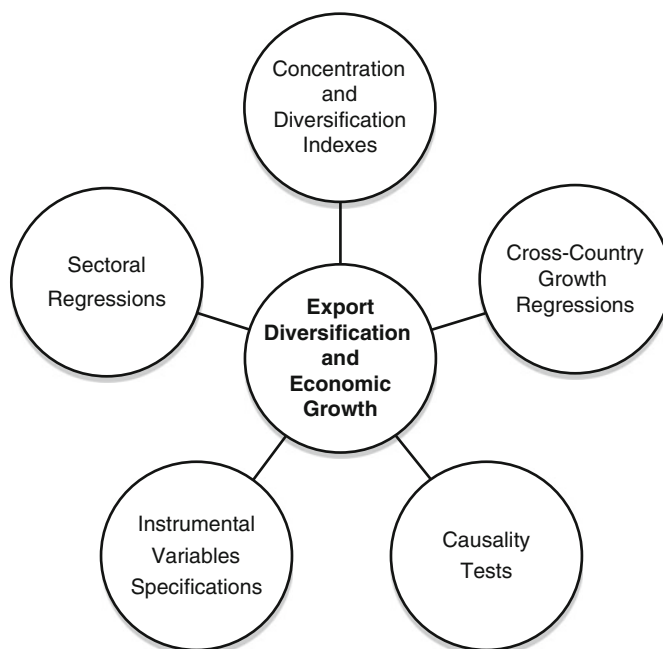 Concentration
and
Diversification
Indexes
Cross-Country
Growth
Regressions
Sectoral
Regressions
Export
Diversification
and
Economic
Growth
Instrumental
Variables
Specifications
Causality
Tests